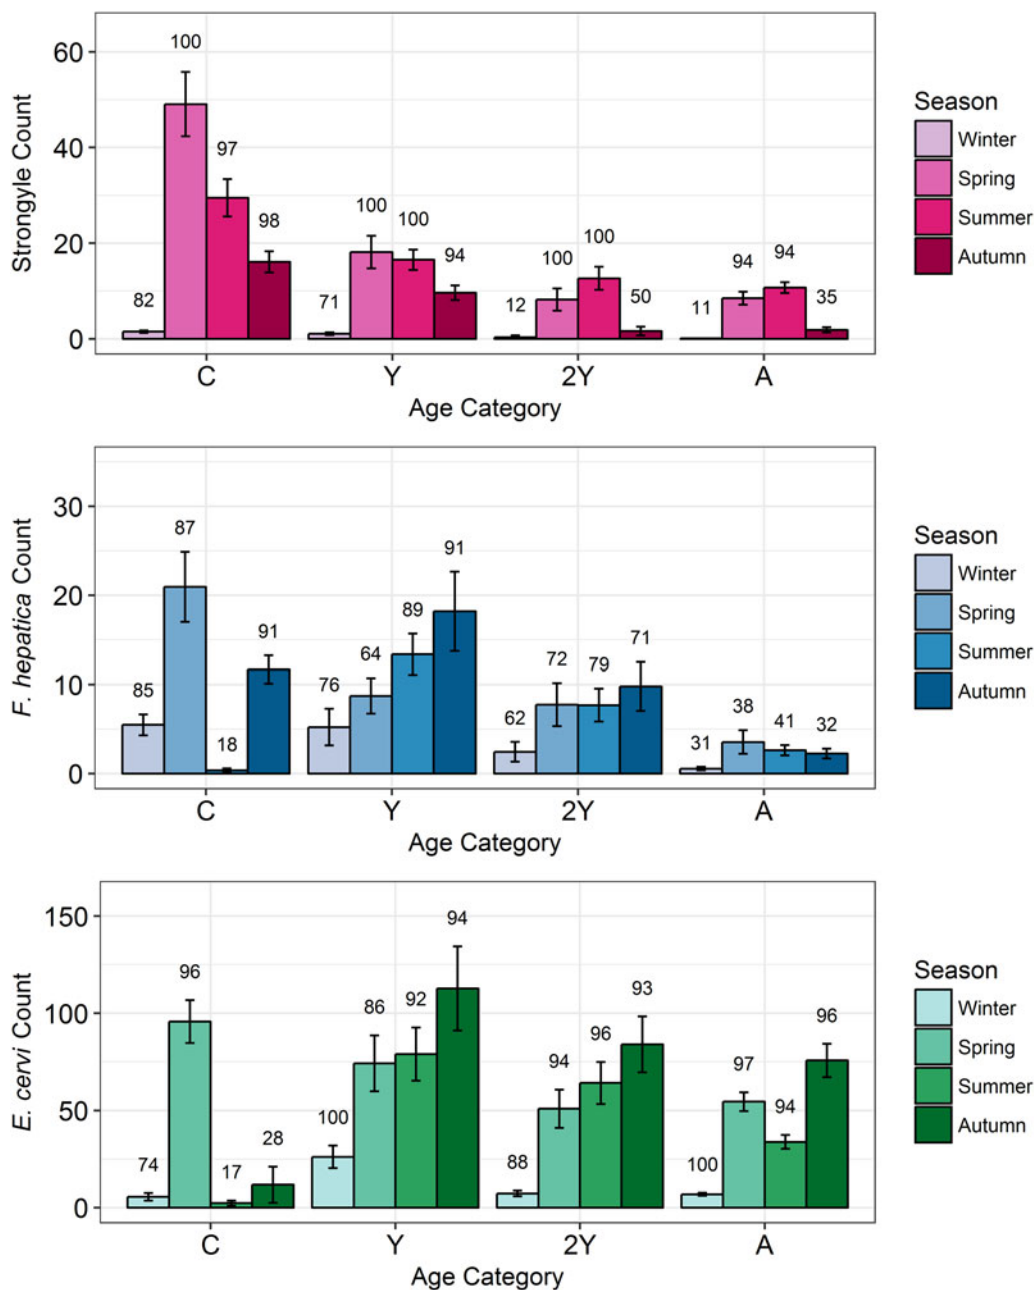 60
40
20
0
Strongyle Count
100
97
98
82
100
100
94
71
100
100
12
50
94
94
11
35
C
Y
2Y
A
Age Category
Season
Winter
Spring
Summer
Autumn
30
20
10
0
F. hepatica Count
85
87
18
91
76
64
89
91
62
72
79
71
31
38
41
32
C
Y
2Y
A
Age Category
Season
Winter
Spring
Summer
Autumn
150
100
50
0
E. cervi Count
74
96
17
28
100
86
92
94
88
94
96
93
100
97
94
96
C
Y
2Y
A
Age Category
Season
Winter
Spring
Summer
Autumn